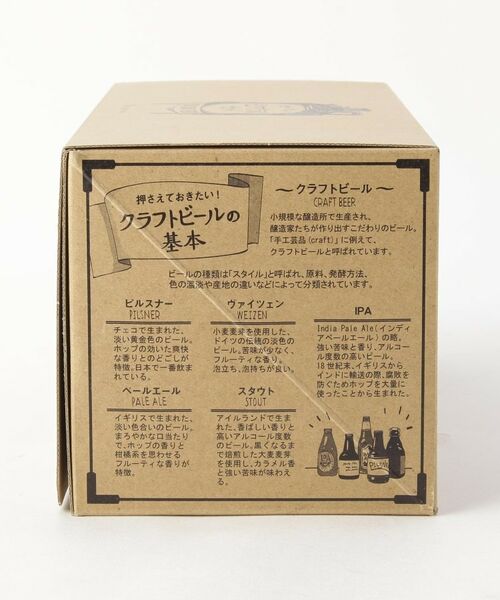 押さえておきたい！
クラフトビールの
基本
～クラフトビール～
CRAFT BEER
小規模な醸造所で生産され、
醸造家たちが作り出すこだわりのビール。
「手工芸品(craft)」に例えて、
クラフトビールと呼ばれています。
ビールの種類は「スタイル」と呼ばれ、原料、発酵方法、
色の濃淡や産地の違いなどによって分類されています。
ピルスナー
PILSNER
チェコで生まれた、
淡い黄金色のビール。
ホップの効いた爽快
な香りとのどごしが
特徴。日本で一番飲
まれている。
ヴァイツェン
WEIZEN
小麦麦芽を使用した、
ドイツの伝統の淡色の
ビール。苦味が少なく、
フルーティな香り。
泡立ち、泡持ちが良い。
IPA
India Pale Ale(インディ
アペールエール)の略。
強い苦味と香り、アルコー
ル度数の高いビール。
18世紀末、イギリスから
インドに輸送の際、腐敗を
防ぐためホップを大量に
使ったことから生まれた。
ペールエール
PALE ALE
イギリスで生まれた、
淡い色合いのビール。
まろやかな口当たり
で、ホップの香りと
柑橘系を思わせる
フルーティな香りが
特徴。
スタウト
STOUT
アイルランドで生ま
れた、香ばしい香りと
高いアルコール度数
のビール。黒くなるま
で焙煎した大麦麦芽
を使用し、カラメル香
と強い苦味が味わえ
る。